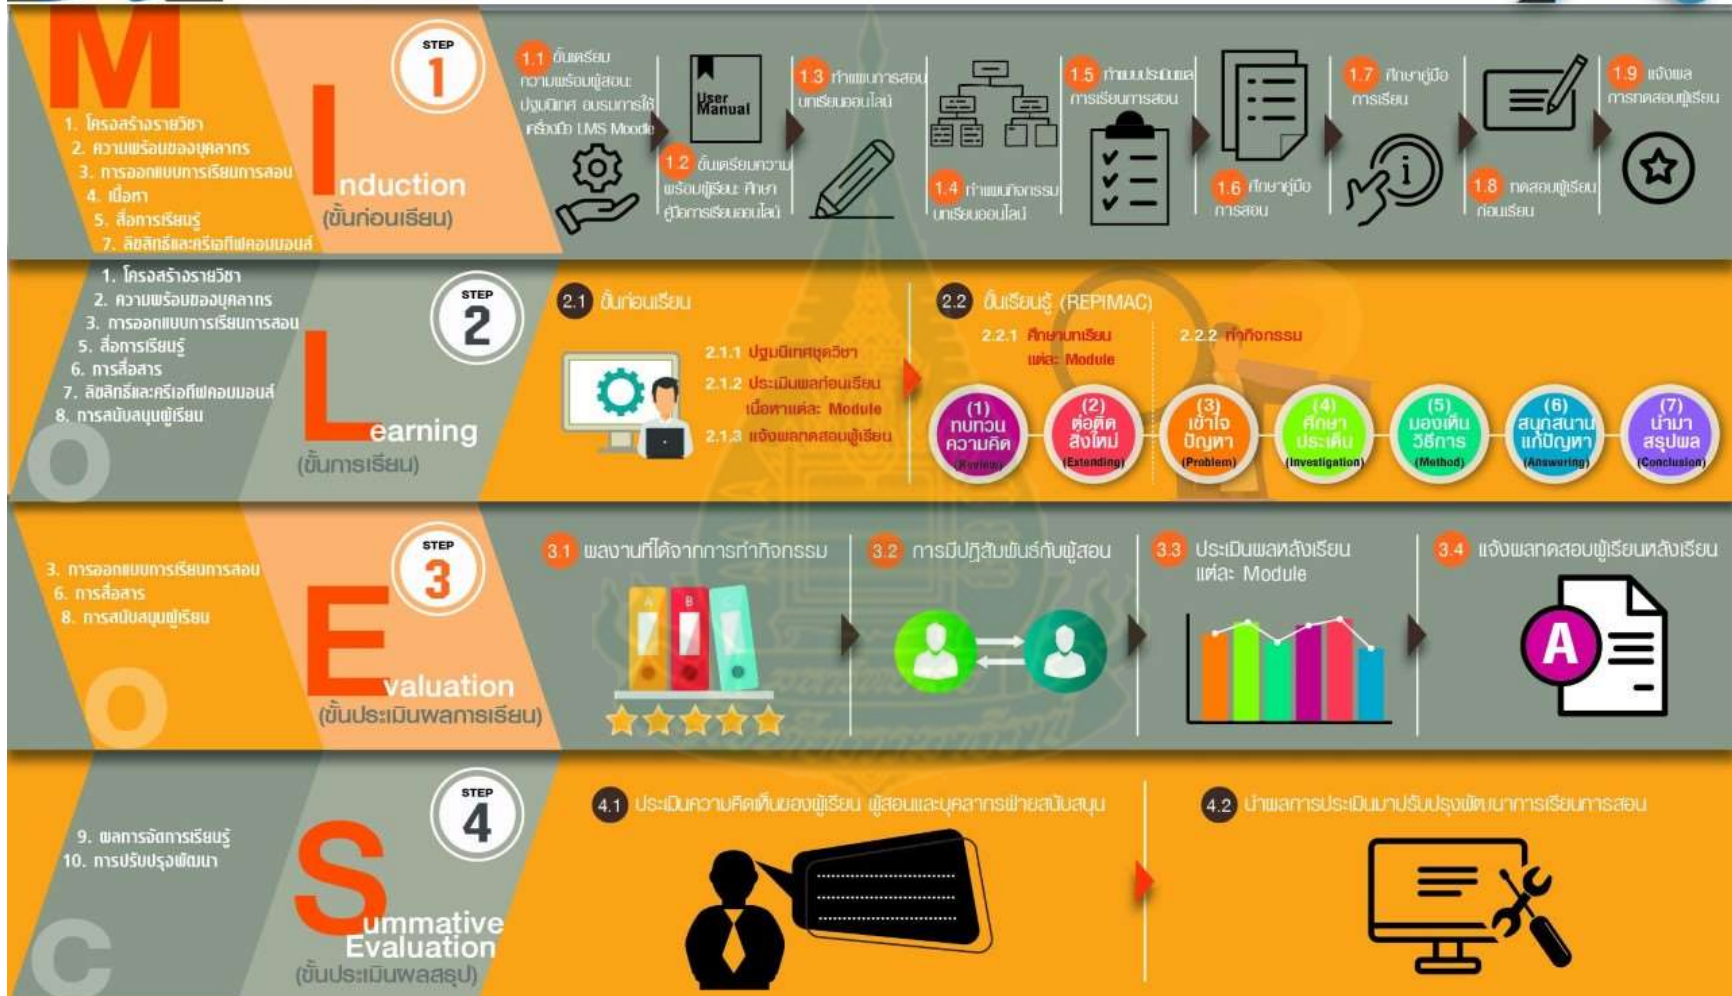 M
1. โครงสร้างรายวิชา
2. ความพร้อมของบุคลากร
3. การออกแบบการเรียนการสอน
4. เนื้อหา
5. สื่อการเรียนรู้
7. ลิขสิทธิ์และครีเอทีฟคอมมอนส์
Induction
(ขั้นก่อนเรียน)
STEP
1
1.1 ขั้นเตรียม
ความพร้อมผู้สอน:
ปฐมนิเทศ อบรมการใช้
เครื่องมือ LMS Moodle
User
Manual
1.2 ขั้นเตรียมความ
พร้อมผู้เรียน: ศึกษา
คู่มือการเรียนออนไลน์
1.3 ทำแผนการสอน
บทเรียนออนไลน์
1.4 ทำแผนกิจกรรม
บทเรียนออนไลน์
1.5 ทำแบบประเมินผล
การเรียนการสอน
1.6 ศึกษาคู่มือ
การสอน
1.7 ศึกษาคู่มือ
การเรียน
1.8 ทดสอบผู้เรียน
ก่อนเรียน
1.9 แจ้งผล
การทดสอบผู้เรียน
O
1. โครงสร้างรายวิชา
2. ความพร้อมของบุคลากร
3. การออกแบบการเรียนการสอน
5. สื่อการเรียนรู้
6. การสื่อสาร
7. ลิขสิทธิ์และครีเอทีฟคอมมอนส์
8. การสนับสนุนผู้เรียน
Learning
(ขั้นการเรียน)
STEP
2
2.1 ขั้นก่อนเรียน
2.1.1 ปฐมนิเทศชุดวิชา
2.1.2 ประเมินผลก่อนเรียน
เนื้อหาแต่ละ Module
2.1.3 แจ้งผลทดสอบผู้เรียน
2.2 ขั้นเรียนรู้ (REPIMAC)
2.2.1 ศึกษาบทเรียน
แต่ละ Module
2.2.2 ทำกิจกรรม
(1)
ทบทวน
ความคิด
(Review)
(2)
ต่อติด
สิ่งใหม่
(Extending)
(3)
เข้าใจ
ปัญหา
(Problem)
(4)
ศึกษา
ประเด็น
(Investigation)
(5)
มองเห็น
วิธีการ
(Method)
(6)
สนุกสนาน
แก้ปัญหา
(Answering)
(7)
นำมา
สรุปผล
(Conclusion)
O
3. การออกแบบการเรียนการสอน
6. การสื่อสาร
8. การสนับสนุนผู้เรียน
Evaluation
(ขั้นประเมินผลการเรียน)
STEP
3
3.1 ผลงานที่ได้จากการทำกิจกรรม
A B C
3.2 การมีปฏิสัมพันธ์กับผู้สอน
3.3 ประเมินผลหลังเรียน
แต่ละ Module
3.4 แจ้งผลทดสอบผู้เรียนหลังเรียน
A
C
9. ผลการจัดการเรียนรู้
10. การปรับปรุงพัฒนา
Summative
Evaluation
(ขั้นประเมินผลสรุป)
STEP
4
4.1 ประเมินความคิดเห็นของผู้เรียน ผู้สอนและบุคลากรฝ่ายสนับสนุน
4.2 นำผลการประเมินมาปรับปรุงพัฒนาการเรียนการสอน